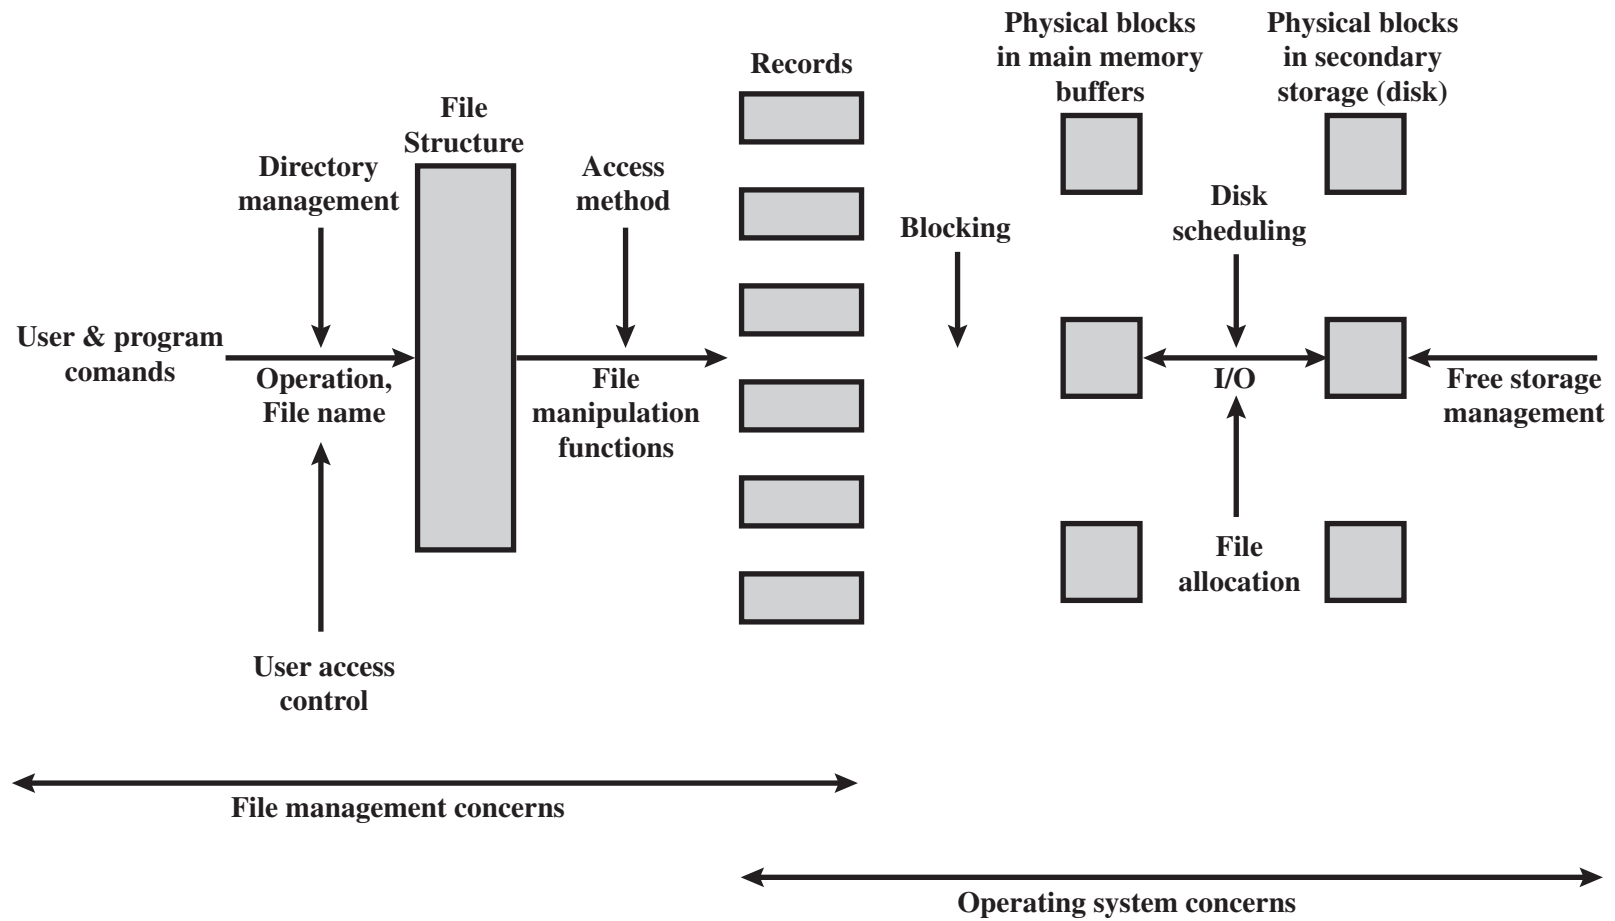 Physical blocks
in main memory
buffers
Physical blocks
in secondary
storage (disk)
Records
File
Structure
Directory
management
Access
method
Disk
scheduling
Blocking
User & program
comands
Operation,
File name
File
manipulation
functions
I/O
Free storage
management
File
allocation
User access
control
File management concerns
Operating system concerns